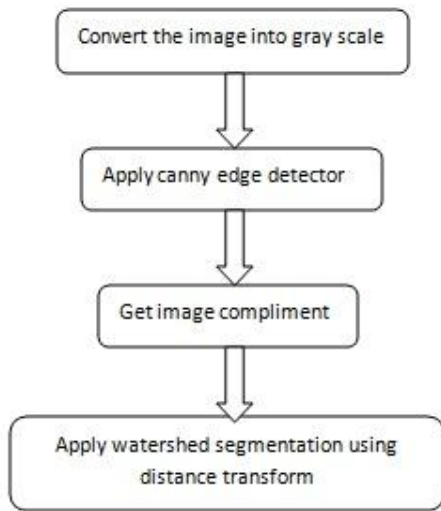 Convert the image into gray scale
Apply canny edge detector
Get image compliment
Apply watershed segmentation using
distance transform